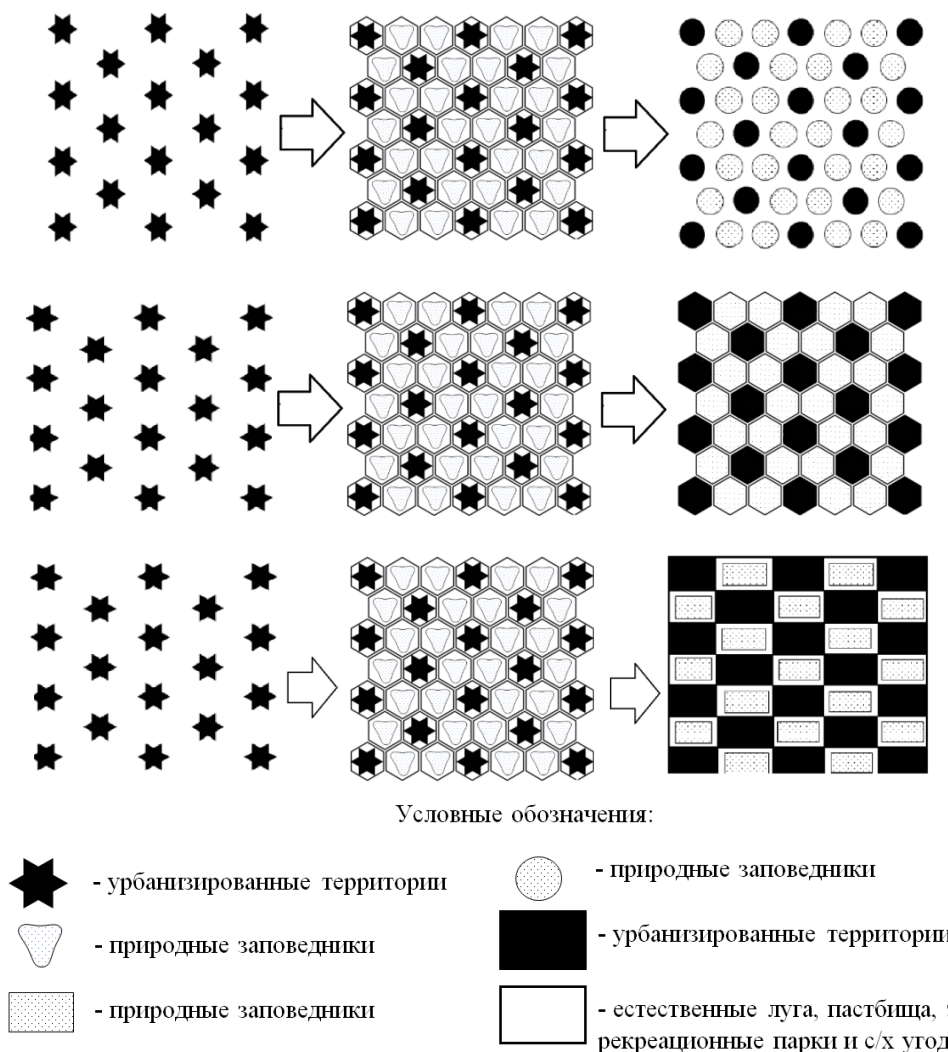 Условные обозначения:
- урбанизированные территории
- природные заповедники
- природные заповедники
- природные заповедники
- урбанизированные территории
- естественные луга, пастбища,
рекреационные парки и с/х угод